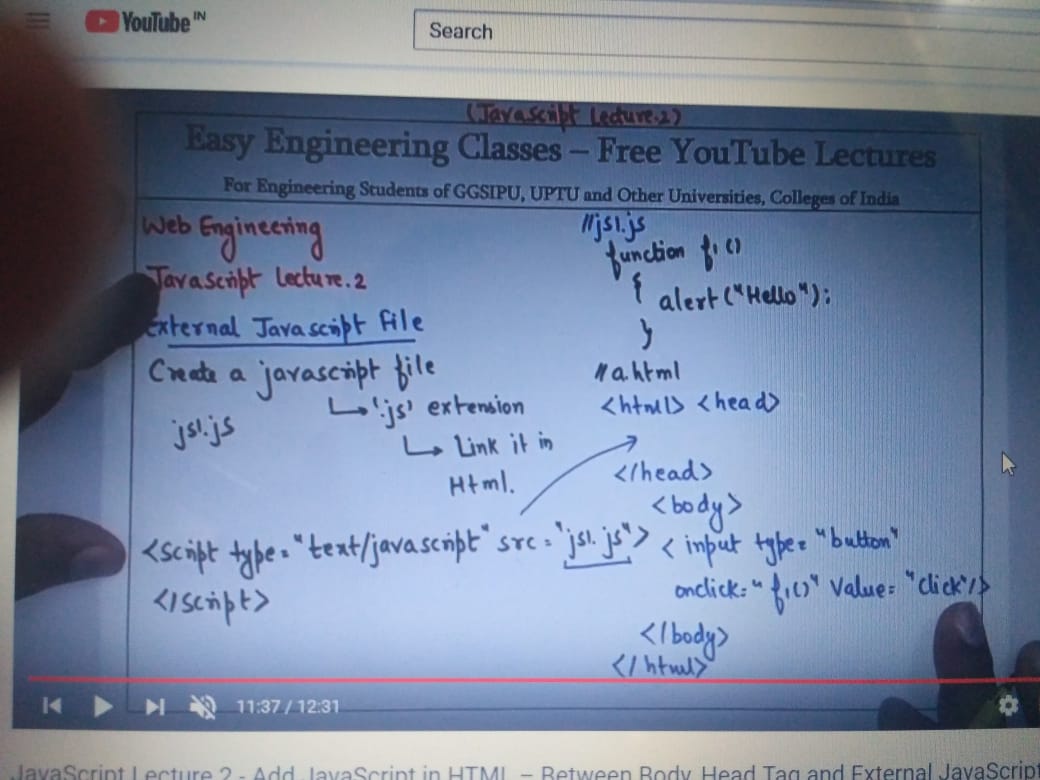 YouTube IN
Search
(Javascript Lecture.2)
Easy Engineering Classes – Free YouTube Lectures
For Engineering Students of GGSIPU, UPTU and Other Universities, Colleges of India
Web Engineering
Javascript Lecture.2
External Javascript File
Create a javascript file
↳ '.js' extension
js1.js
↳ Link it in
Html.
<script type="text/javascript" src="js1.js">
</script>
//js1.js
function f1()
{
alert("Hello");
}
//a.html
<html> <head>
</head>
<body>
< input type="button"
onclick="f1()" Value="Click"/>
</body>
</html>
11:37 / 12:31
JavaScript Lecture 2 - Add JavaScript in HTML – Between Body, Head Tag and External JavaScript